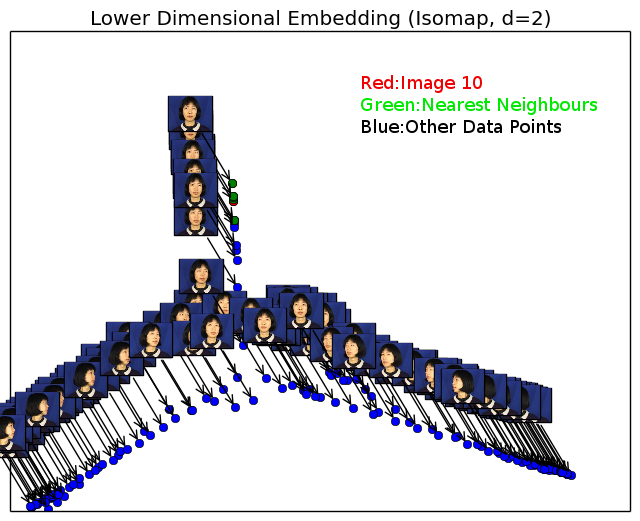 Lower Dimensional Embedding (Isomap, d=2)
Red:Image 10
Green:Nearest Neighbours
Blue:Other Data Points